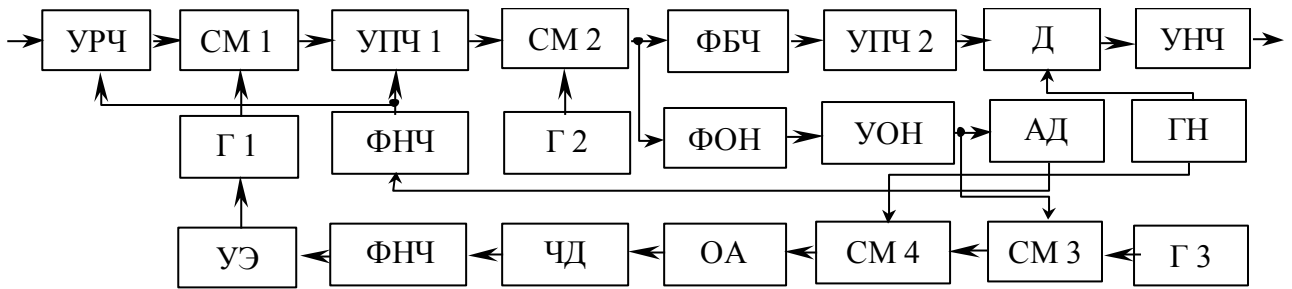 УРЧ СМ 1 УПЧ 1 СМ 2 ФБЧ УПЧ 2 Д УНЧ
Г 1 ФНЧ Г 2 ФОН УОН АД ГН
УЭ ФНЧ ЧД ОА СМ 4 СМ 3 Г 3